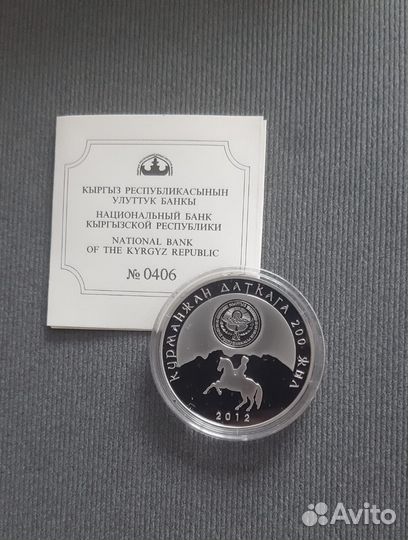 КЫРГЫЗ РЕСПУБЛИКАСЫНЫН
УЛУТТУК БАНКЫ
НАЦИОНАЛЬНЫЙ БАНК
КЫРГЫЗСКОЙ РЕСПУБЛИКИ
NATIONAL BANK
OF THE KYRGYZ REPUBLIC
№ 0406
КУРМАНЖАН ДАТКАГА 200 ЖЫЛ
2012
Avito